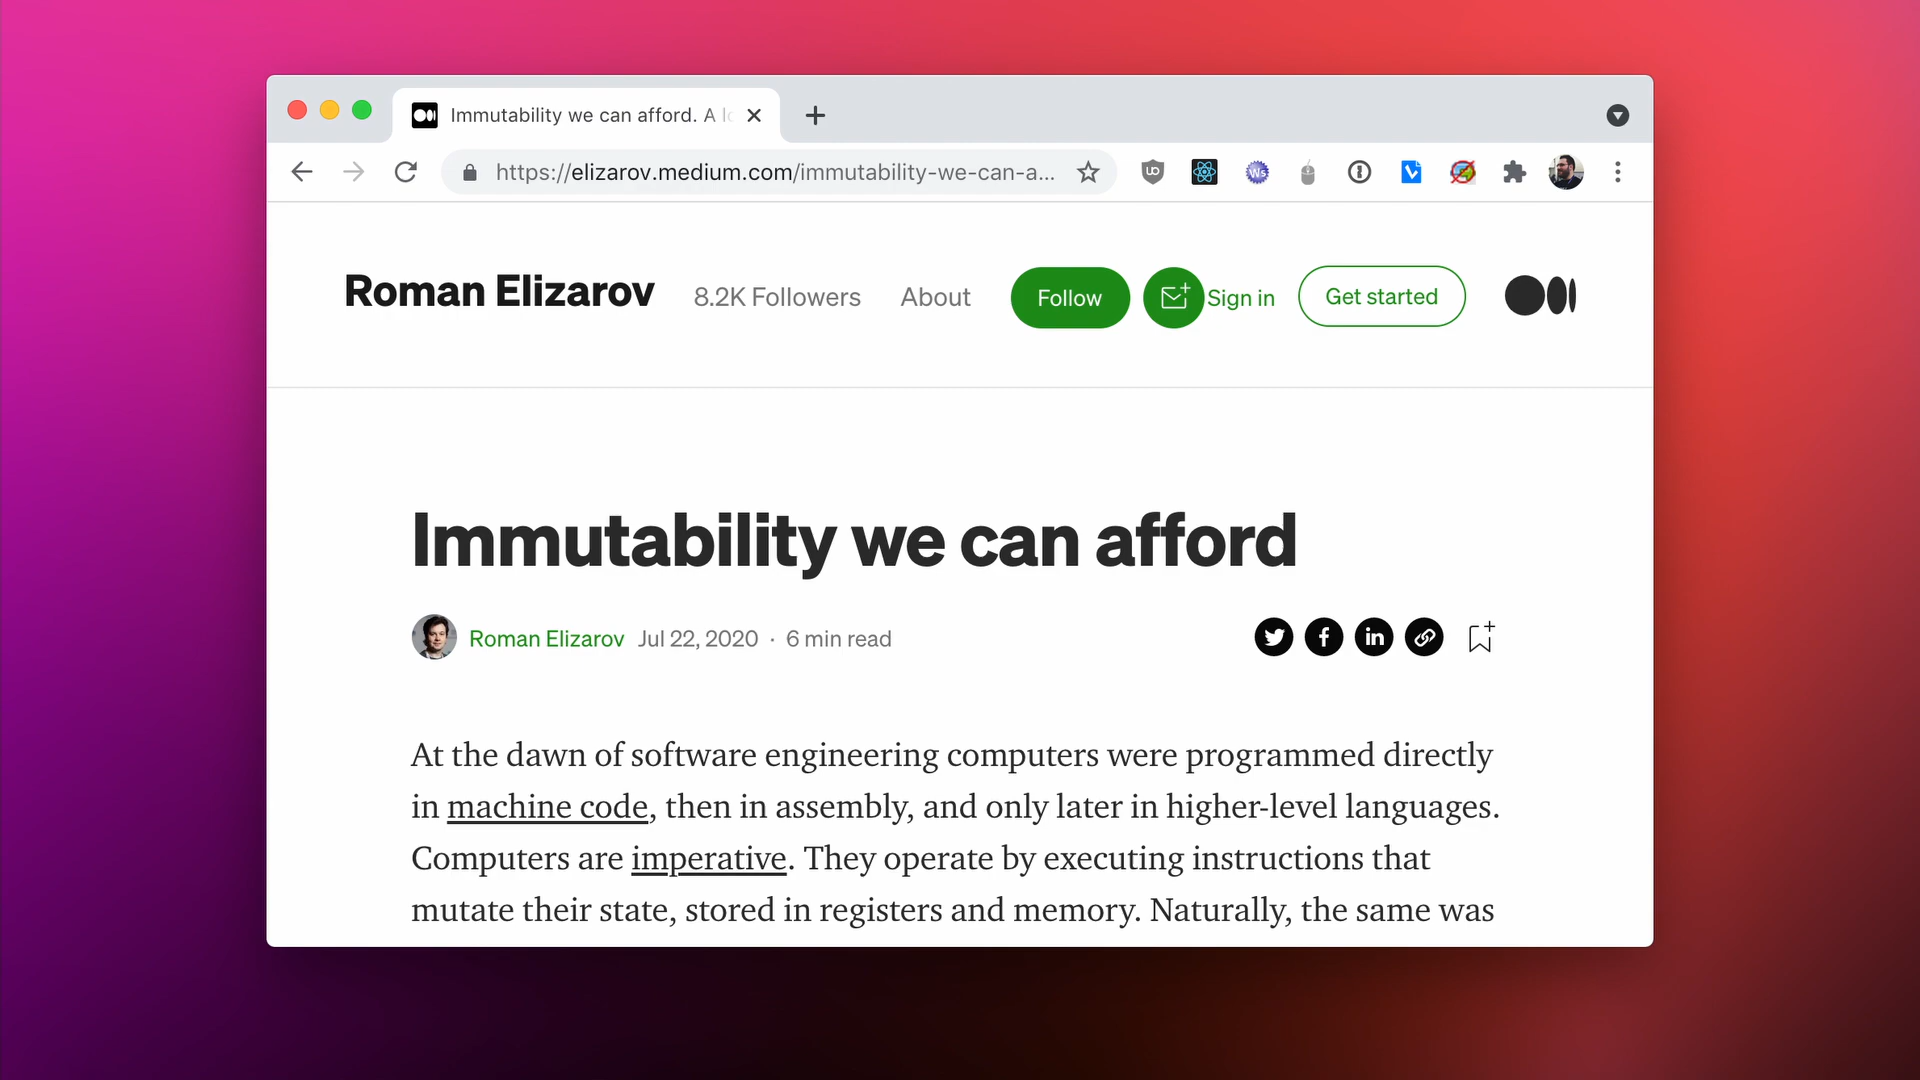 Immutability we can afford. A lo
https://elizarov.medium.com/immutability-we-can-a...
Roman Elizarov 8.2K Followers About Follow Sign in Get started
Immutability we can afford
Roman Elizarov Jul 22, 2020 · 6 min read
At the dawn of software engineering computers were programmed directly
in machine code, then in assembly, and only later in higher-level languages.
Computers are imperative. They operate by executing instructions that
mutate their state, stored in registers and memory. Naturally, the same was